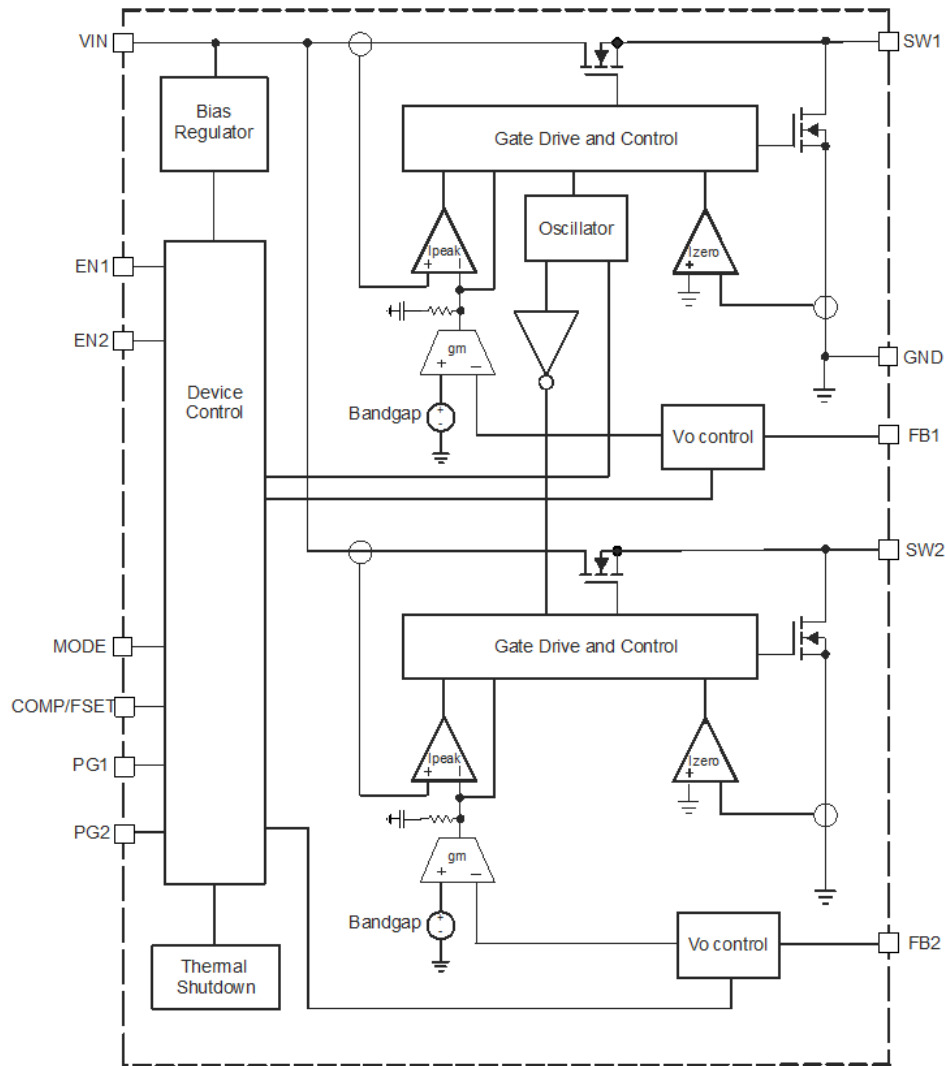 VIN
SW1
Bias
Regulator
Gate Drive and Control
Oscillator
Ipeak
+
-
Izero
+
EN1
EN2
gm
+ -
GND
Device
Control
Bandgap
+
-
Vo control
FB1
SW2
Gate Drive and Control
MODE
COMP/FSET
Ipeak
+
-
Izero
+
PG1
PG2
gm
+ -
Bandgap
+
-
Vo control
FB2
Thermal
Shutdown